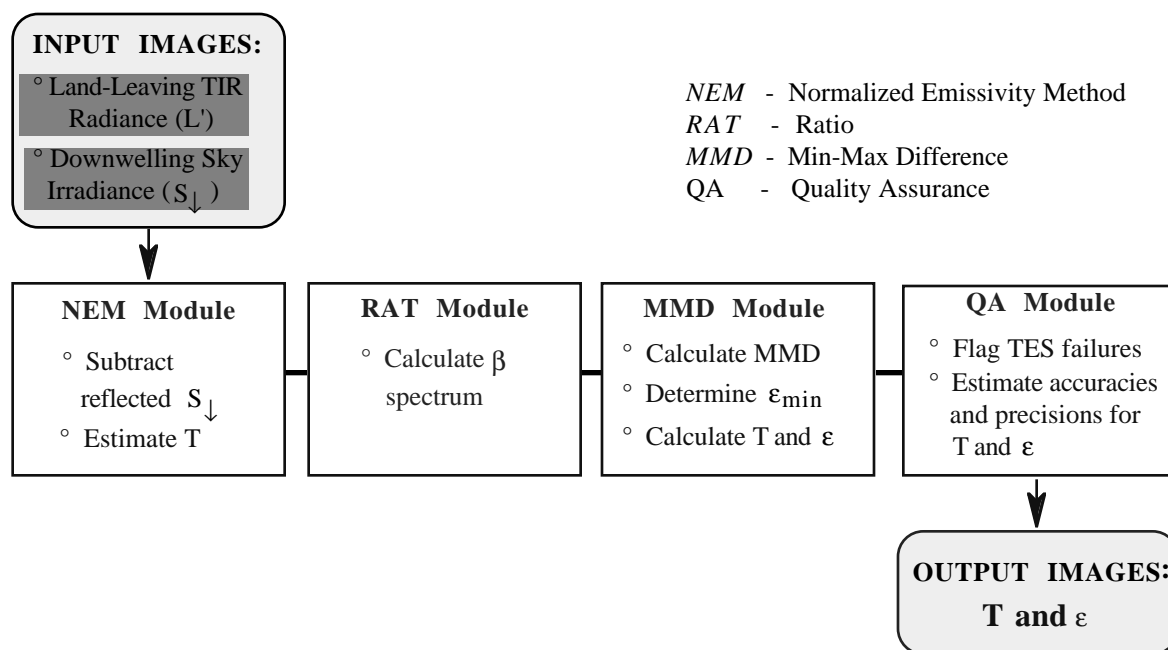 INPUT IMAGES:
° Land-Leaving TIR
Radiance (L')
° Downwelling Sky
Irradiance (S↓)
NEM - Normalized Emissivity Method
RAT - Ratio
MMD - Min-Max Difference
QA - Quality Assurance
NEM Module
° Subtract
reflected S↓
° Estimate T
RAT Module
° Calculate β
spectrum
MMD Module
° Calculate MMD
° Determine εmin
° Calculate T and ε
QA Module
° Flag TES failures
° Estimate accuracies
and precisions for
T and ε
OUTPUT IMAGES:
T and ε